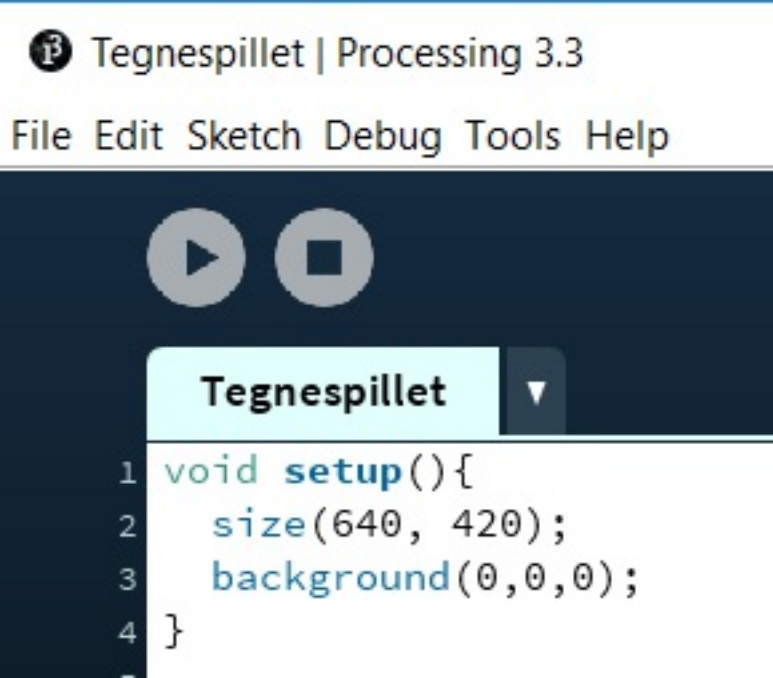 Tegnespillet | Processing 3.3
File Edit Sketch Debug Tools Help
Tegnespillet ▼
1 void setup(){
2   size(640, 420);
3   background(0,0,0);
4 }